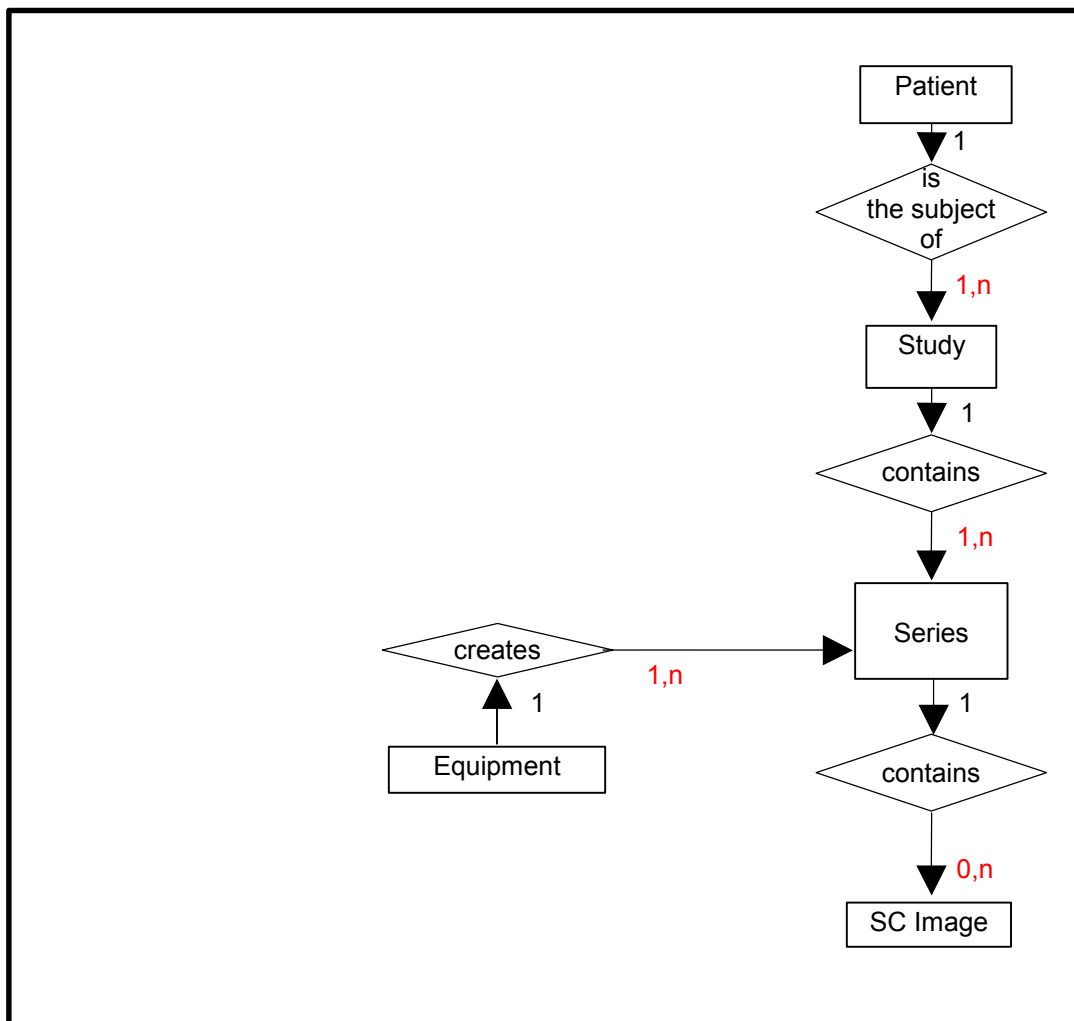 Patient
1
is
the subject
of
1,n
Study
1
contains
1,n
Series
creates
1,n
1
1
Equipment
contains
0,n
SC Image